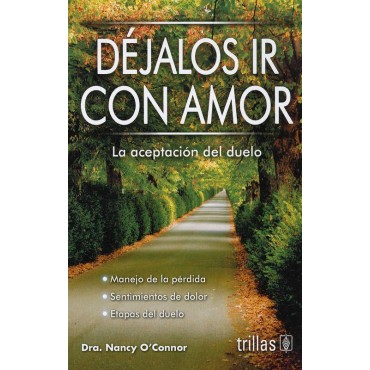 DÉJALOS IR
CON AMOR
La aceptación del duelo
• Manejo de la pérdida
• Sentimientos de dolor
• Etapas del duelo
Dra. Nancy O'Connor
trillas